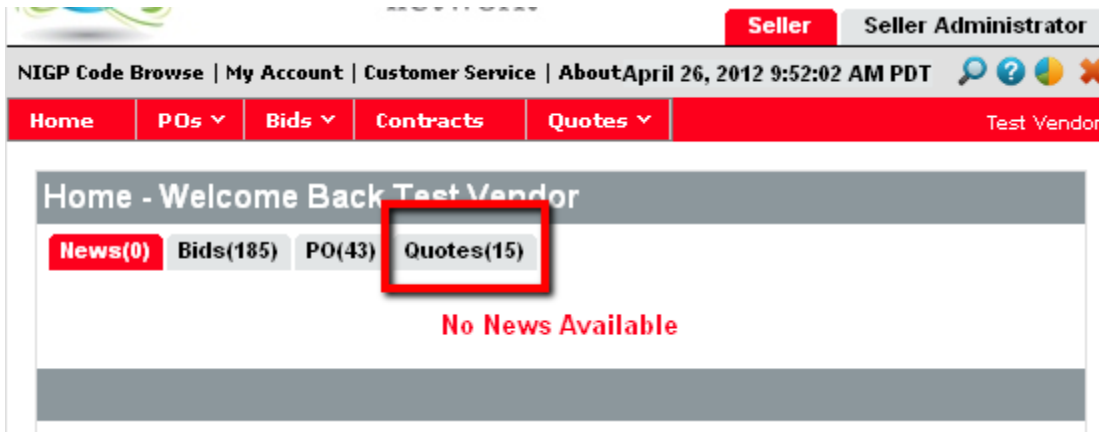 Seller Seller Administrator
NIGP Code Browse | My Account | Customer Service | About April 26, 2012 9:52:02 AM PDT
Home POs Bids Contracts Quotes Test Vendor
Home - Welcome Back Test Vendor
News(0) Bids(185) PO(43) Quotes(15)
No News Available